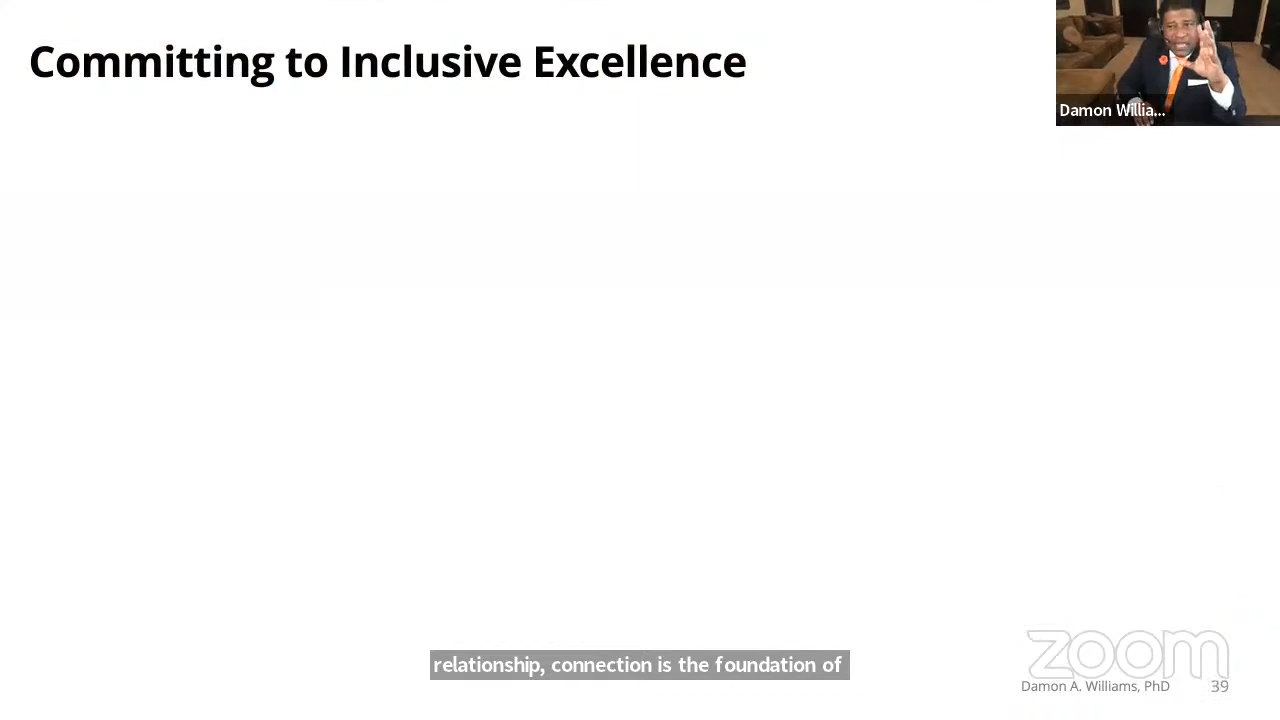 Committing to Inclusive Excellence
Damon Willia...
relationship, connection is the foundation of
zoom
Damon A. Williams, PhD 39